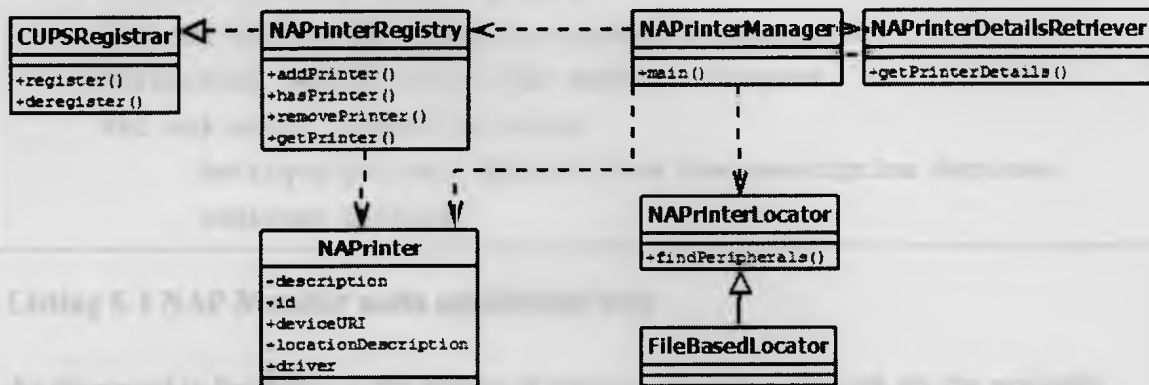 CUPSRegistrar
+register()
+deregister()
NAPrinterRegistry
+addPrinter()
+hasPrinter()
+removePrinter()
+getPrinter()
NAPrinterManager
+main()
NAPrinterDetailsRetriever
+getPrinterDetails()
NAPrinter
-description
+id
+deviceURI
+locationDescription
+driver
NAPrinterLocator
+findPeripherals()
FileBasedLocator